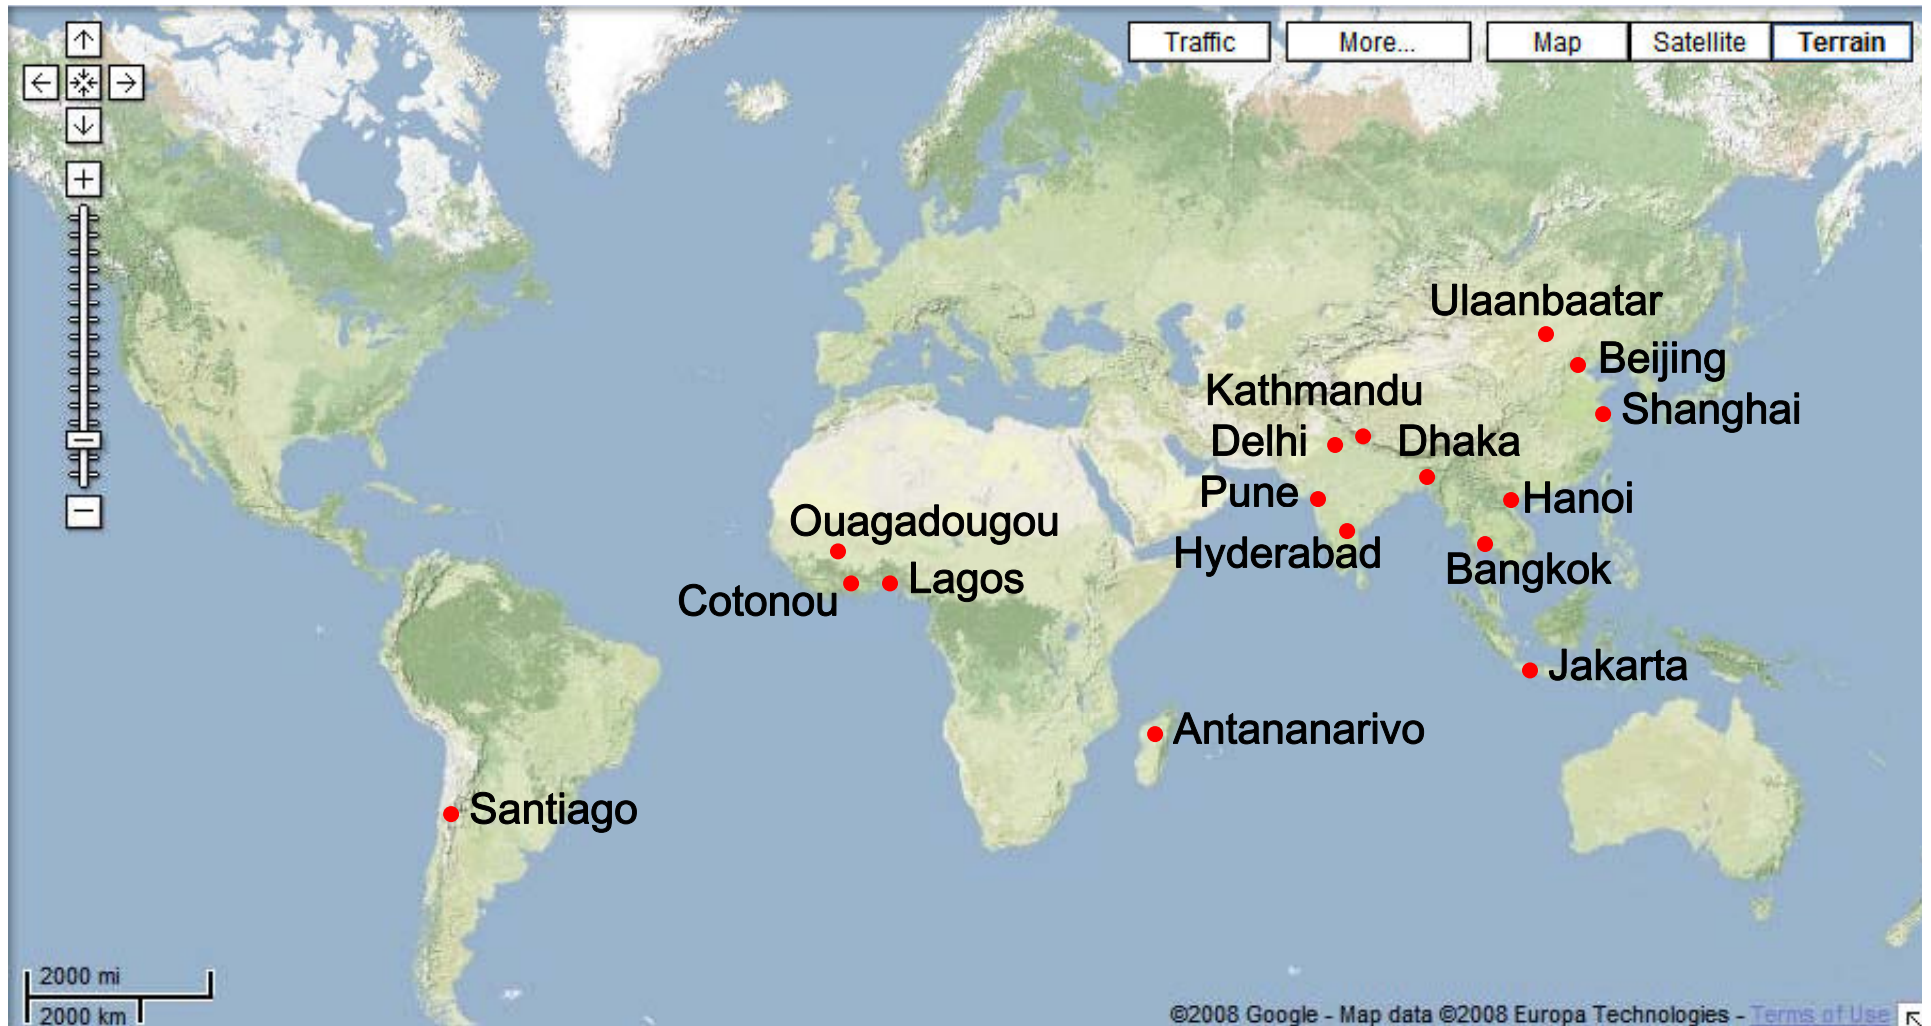 Traffic
More...
Map
Satellite
Terrain
Ulaanbaatar
Beijing
Kathmandu
Shanghai
Delhi
Dhaka
Pune
Hanoi
Ouagadougou
Hyderabad
Bangkok
Lagos
Cotonou
Jakarta
Antananarivo
Santiago
2000 mi
2000 km
©2008 Google - Map data ©2008 Europa Technologies - Terms of Use